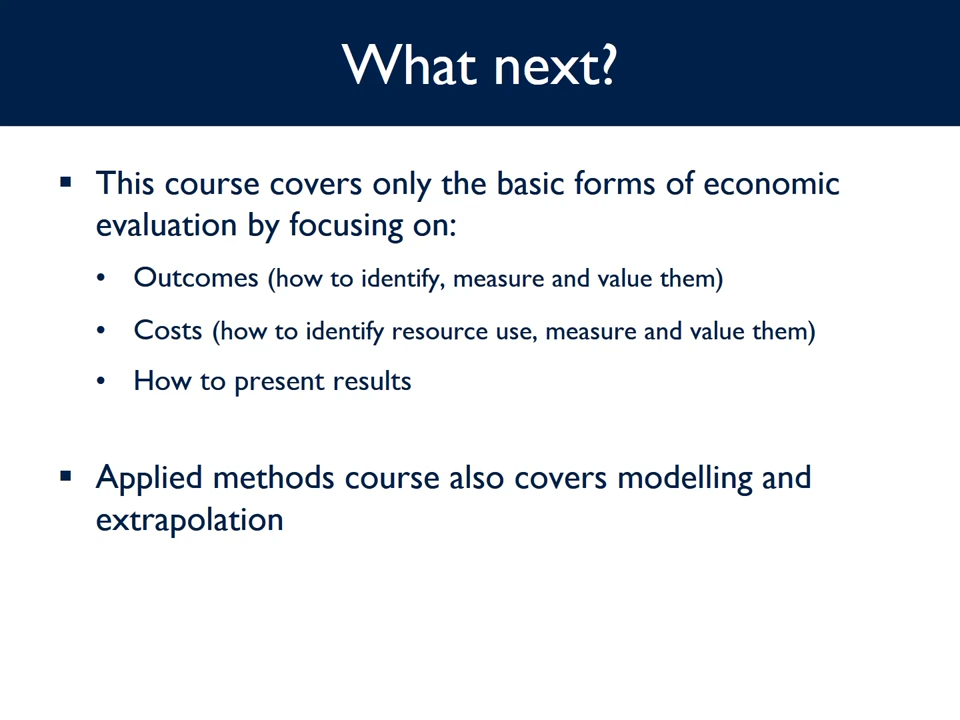 What next?
▪ This course covers only the basic forms of economic
evaluation by focusing on:
• Outcomes (how to identify, measure and value them)
• Costs (how to identify resource use, measure and value them)
• How to present results
▪ Applied methods course also covers modelling and
extrapolation